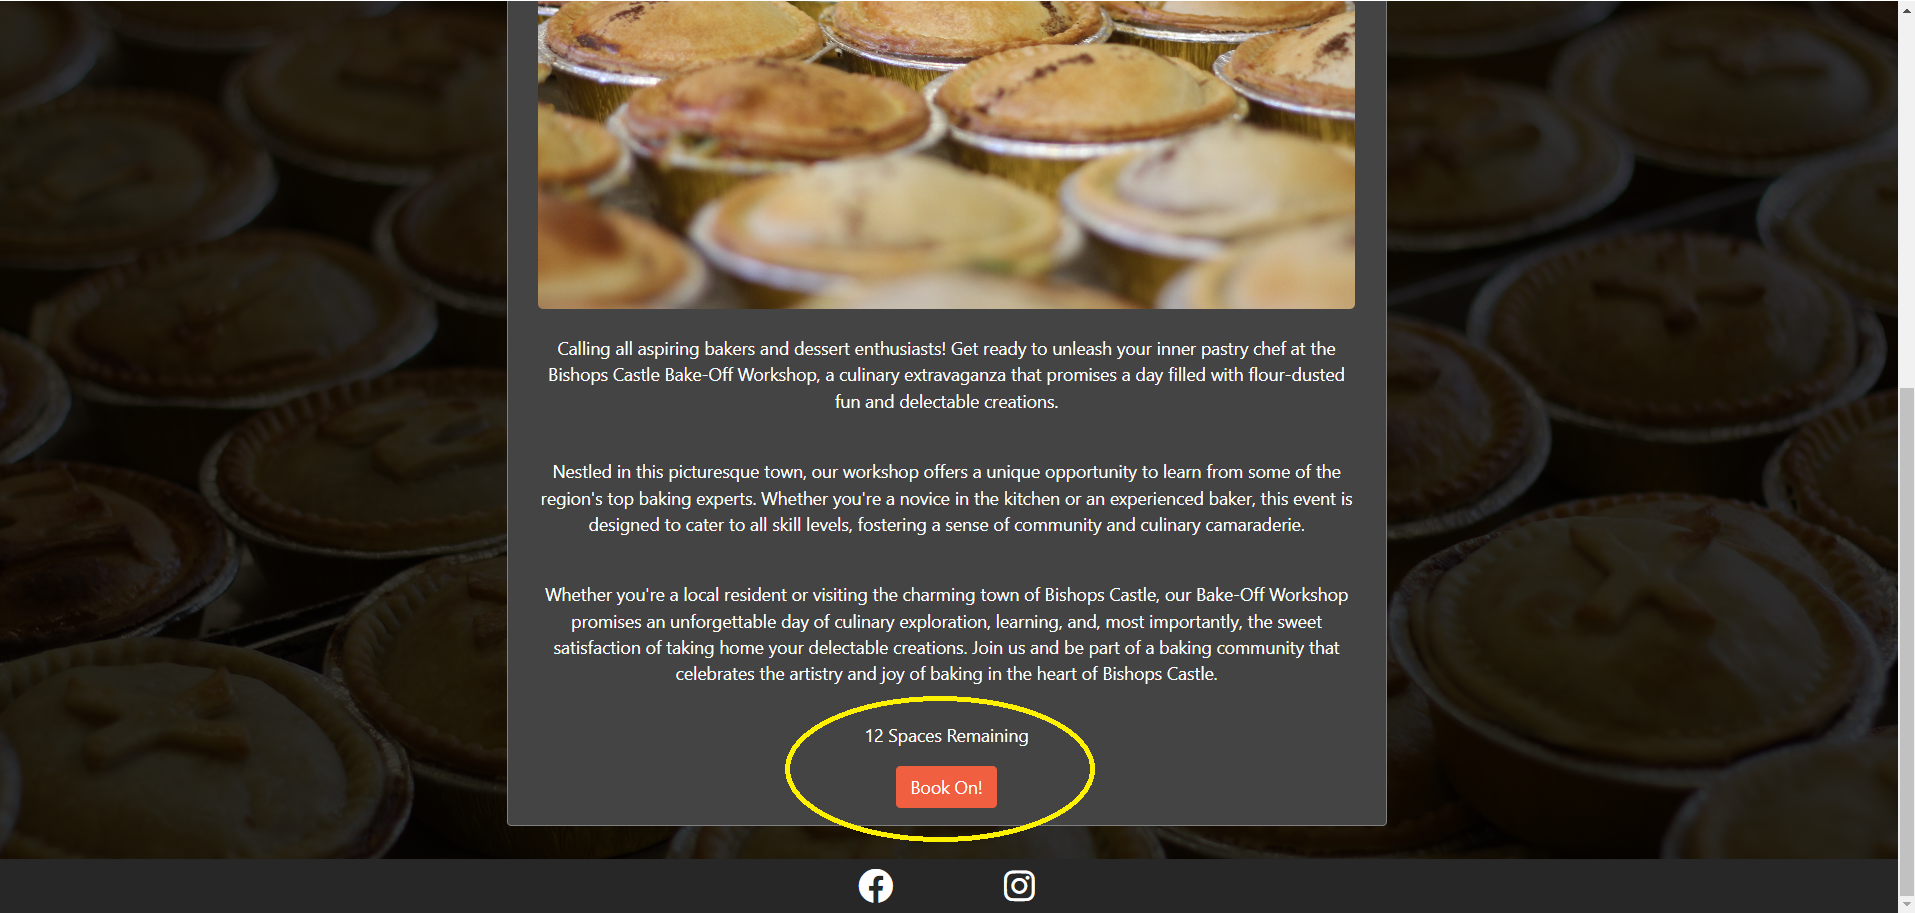 Calling all aspiring bakers and dessert enthusiasts! Get ready to unleash your inner pastry chef at the
Bishops Castle Bake-Off Workshop, a culinary extravaganza that promises a day filled with flour-dusted
fun and delectable creations.
Nestled in this picturesque town, our workshop offers a unique opportunity to learn from some of the
region's top baking experts. Whether you're a novice in the kitchen or an experienced baker, this event is
designed to cater to all skill levels, fostering a sense of community and culinary camaraderie.
Whether you're a local resident or visiting the charming town of Bishops Castle, our Bake-Off Workshop
promises an unforgettable day of culinary exploration, learning, and, most importantly, the sweet
satisfaction of taking home your delectable creations. Join us and be part of a baking community that
celebrates the artistry and joy of baking in the heart of Bishops Castle.
12 Spaces Remaining
Book On!